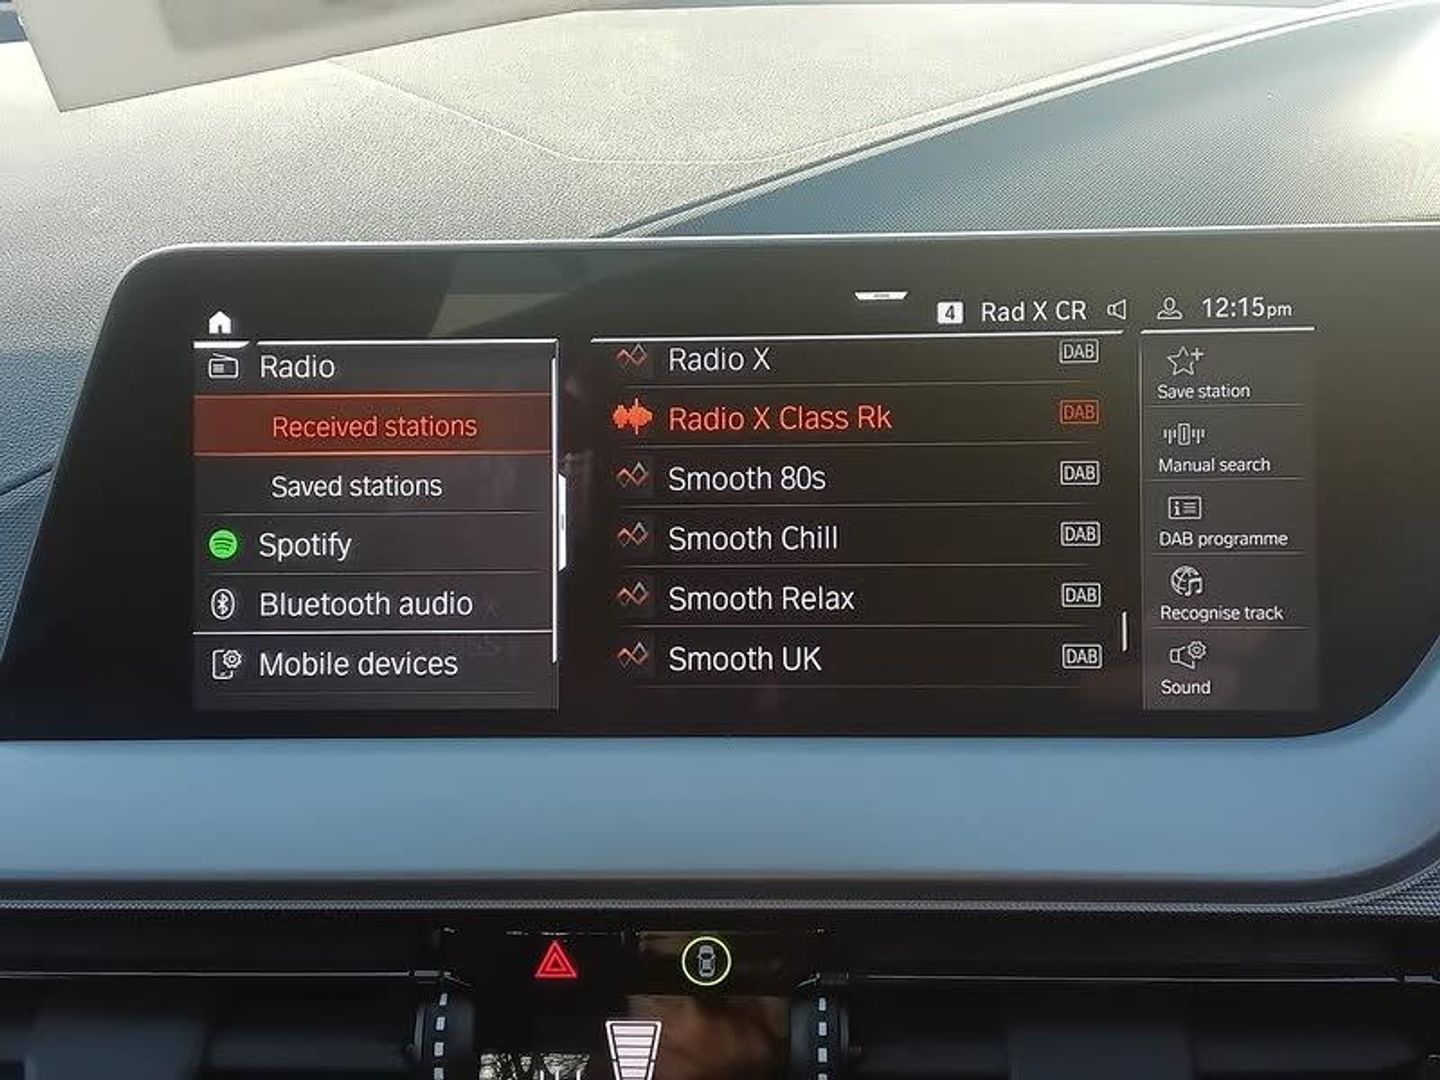 4 Rad X CR 12:15pm
Radio
Received stations
Saved stations
Spotify
Bluetooth audio
Mobile devices
Radio X DAB
Radio X Class Rk DAB
Smooth 80s DAB
Smooth Chill DAB
Smooth Relax DAB
Smooth UK DAB
Save station
Manual search
DAB programme
Recognise track
Sound